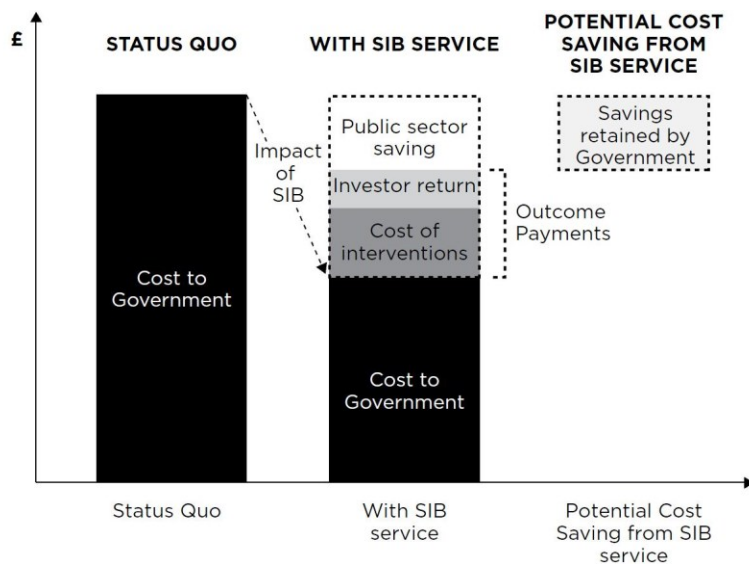 £
STATUS QUO
WITH SIB SERVICE
POTENTIAL COST
SAVING FROM
SIB SERVICE
Impact
of
SIB
Cost to
Government
Public sector
saving
Investor return
Cost of
interventions
Outcome
Payments
Cost to
Government
Savings
retained by
Government
Status Quo
With SIB
service
Potential Cost
Saving from SIB
service